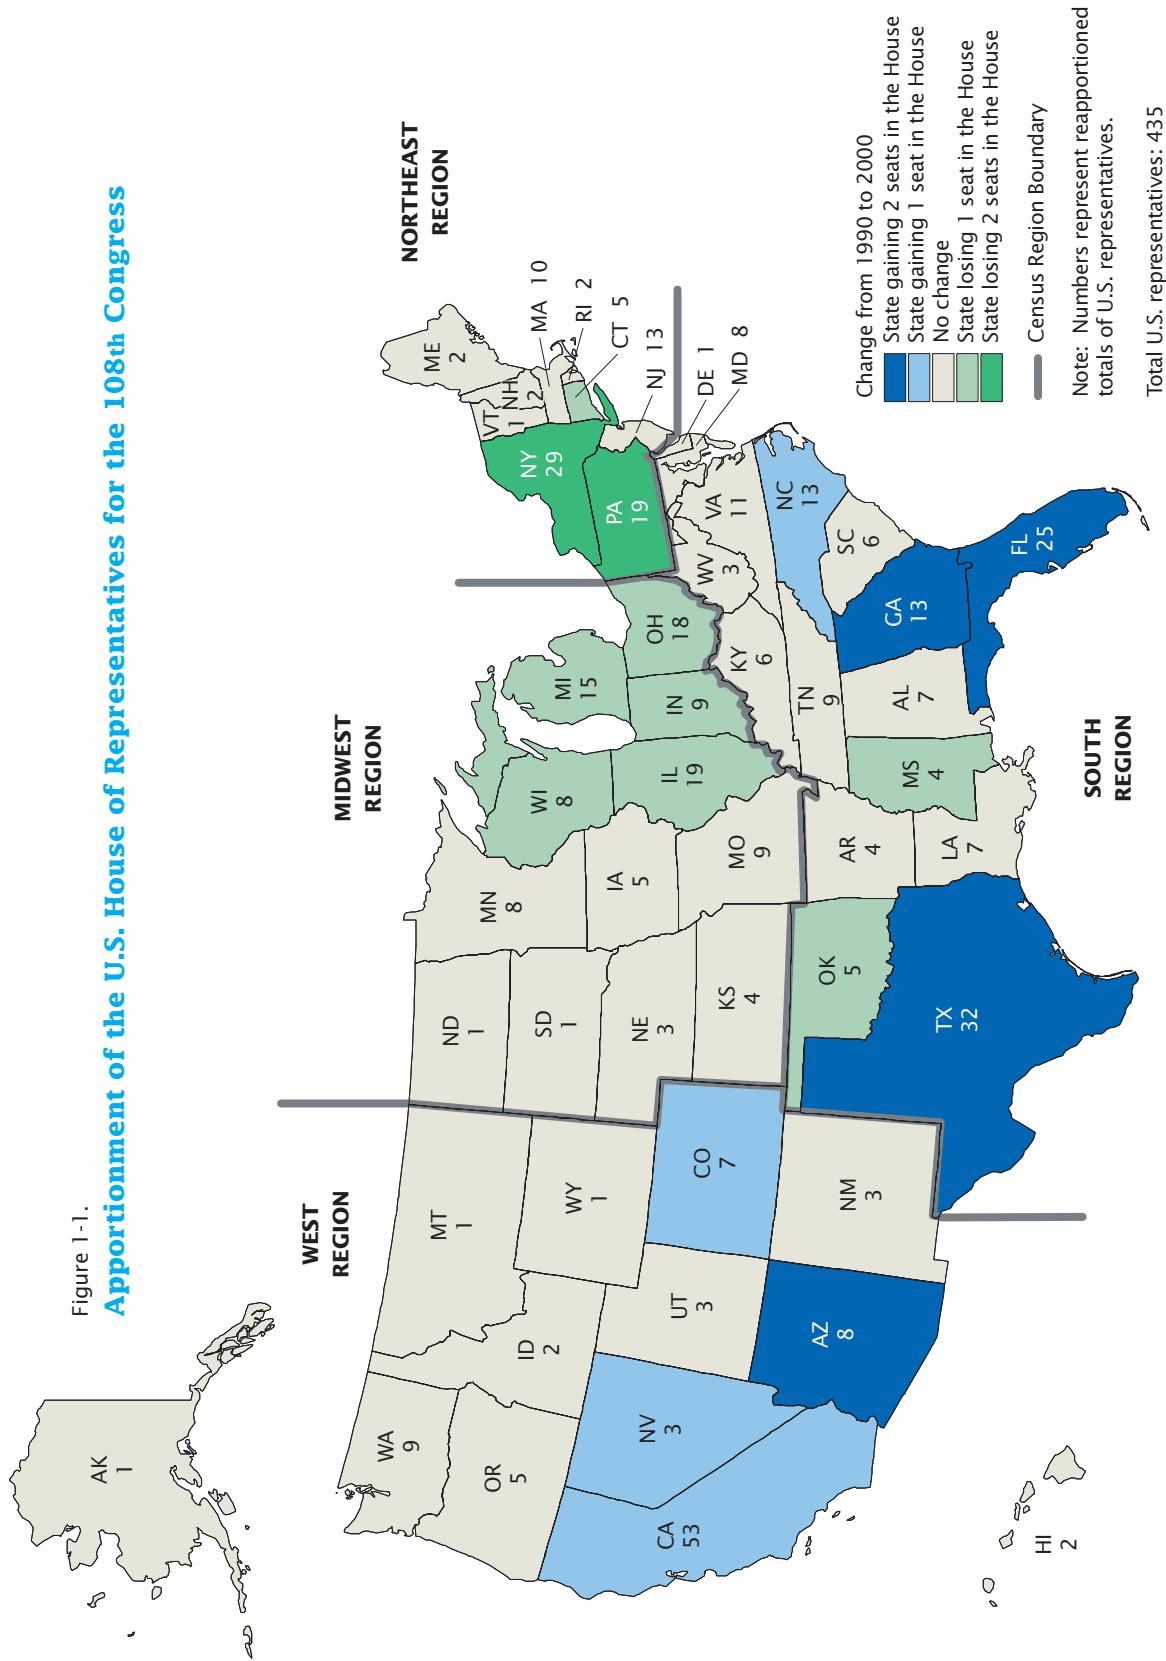 Figure 1-1.
Apportionment of the U.S. House of Representatives for the 108th Congress
AK
1
WEST
REGION
MIDWEST
REGION
NORTHEAST
REGION
SOUTH
REGION
WA
9
OR
5
CA
53
NV
3
ID
2
MT
1
WY
1
UT
3
AZ
8
CO
7
NM
3
HI
2
ND
1
SD
1
NE
3
KS
4
MN
8
IA
5
MO
9
WI
8
IL
19
MI
15
IN
9
OH
18
OK
5
TX
32
AR
4
LA
7
MS
4
AL
7
TN
9
KY
6
GA
13
FL
25
SC
6
NC
13
VA
11
WV
3
PA
19
NY
29
VT
1
NH
2
ME
2
MA 10
RI 2
CT 5
NJ 13
DE 1
MD 8
Change from 1990 to 2000
State gaining 2 seats in the House
State gaining 1 seat in the House
No change
State losing 1 seat in the House
State losing 2 seats in the House
Census Region Boundary
Note: Numbers represent reapportioned
totals of U.S. representatives.
Total U.S. representatives: 435